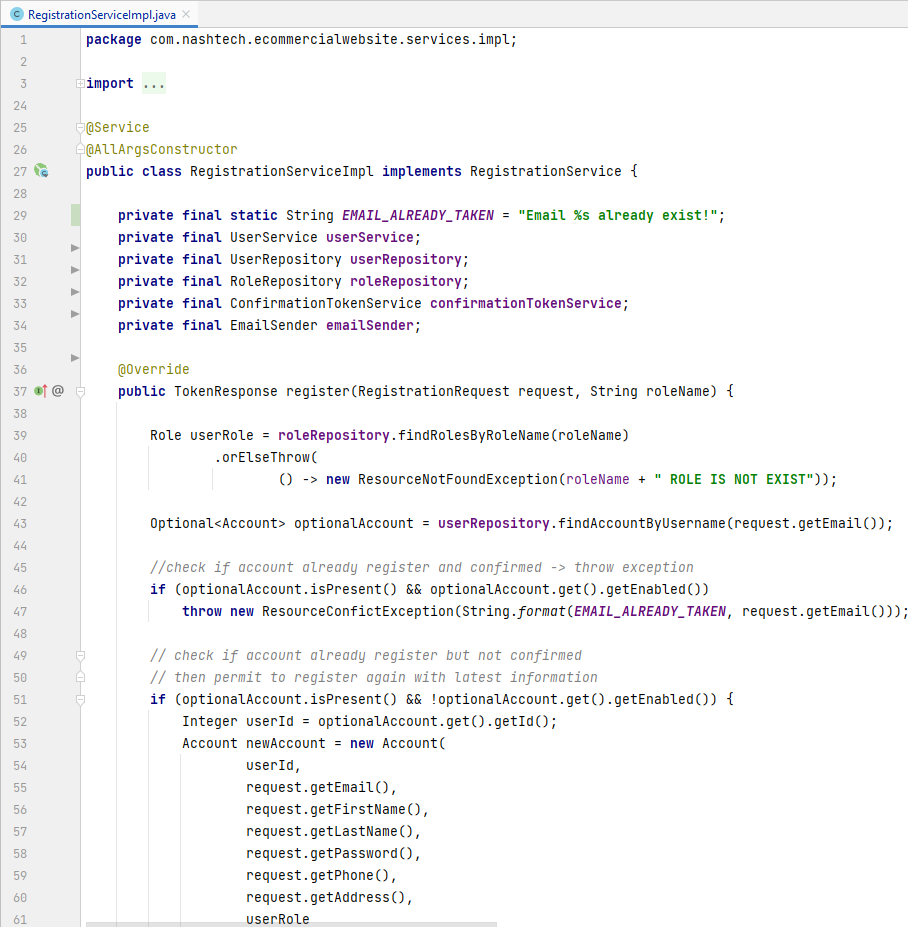 RegistrationServiceImpl.java
1 package com.nashtech.ecommercialwebsite.services.impl;
2
3 import ...
24
25 @Service
26 @AllArgsConstructor
27 public class RegistrationServiceImpl implements RegistrationService {
28
29 private final static String EMAIL_ALREADY_TAKEN = "Email %s already exist!";
30 private final UserService userService;
31 private final UserRepository userRepository;
32 private final RoleRepository roleRepository;
33 private final ConfirmationTokenService confirmationTokenService;
34 private final EmailSender emailSender;
35
36 @Override
37 public TokenResponse register(RegistrationRequest request, String roleName) {
38
39 Role userRole = roleRepository.findRolesByRoleName(roleName)
40 .orElseThrow(
41 () -> new ResourceNotFoundException(roleName + " ROLE IS NOT EXIST"));
42
43 Optional<Account> optionalAccount = userRepository.findAccountByUsername(request.getEmail());
44
45 //check if account already register and confirmed -> throw exception
46 if (optionalAccount.isPresent() && optionalAccount.get().getEnabled())
47 throw new ResourceConfictException(String.format(EMAIL_ALREADY_TAKEN, request.getEmail()));
48
49 // check if account already register but not confirmed
50 // then permit to register again with latest information
51 if (optionalAccount.isPresent() && !optionalAccount.get().getEnabled()) {
52 Integer userId = optionalAccount.get().getId();
53 Account newAccount = new Account(
54 userId,
55 request.getEmail(),
56 request.getFirstName(),
57 request.getLastName(),
58 request.getPassword(),
59 request.getPhone(),
60 request.getAddress(),
61 userRole